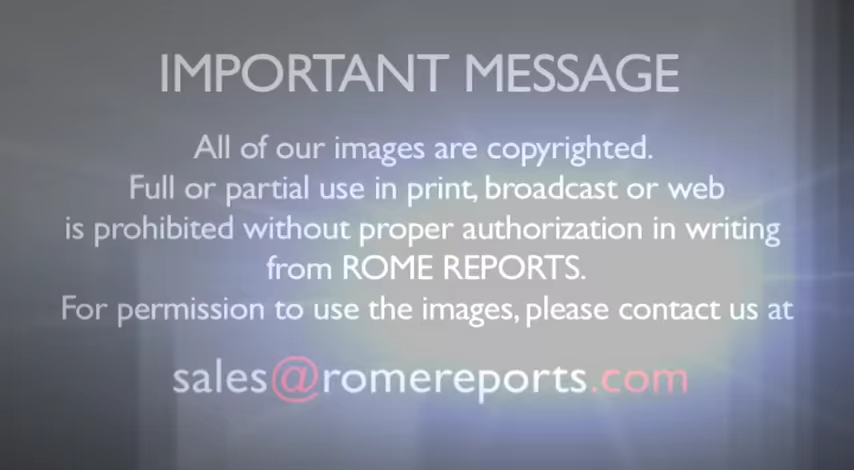 IMPORTANT MESSAGE
All of our images are copyrighted.
Full or partial use in print, broadcast or web
is prohibited without proper authorization in writing
from ROME REPORTS.
For permission to use the images, please contact us at
sales@romereports.com